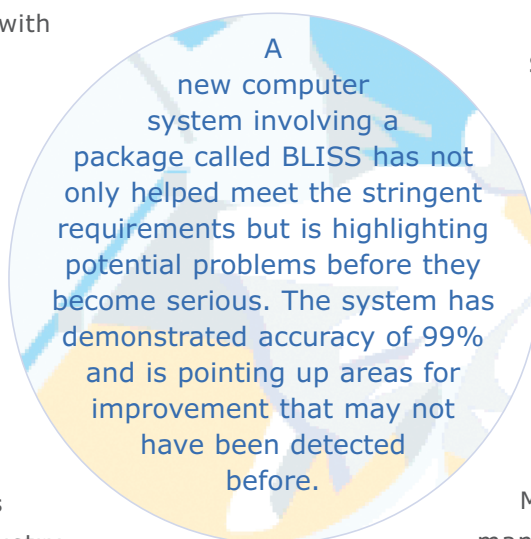 with
A
new computer
system involving a
package called BLISS has not
only helped meet the stringent
requirements but is highlighting
potential problems before they
become serious. The system has
demonstrated accuracy of 99%
and is pointing up areas for
improvement that may not
have been detected
before.